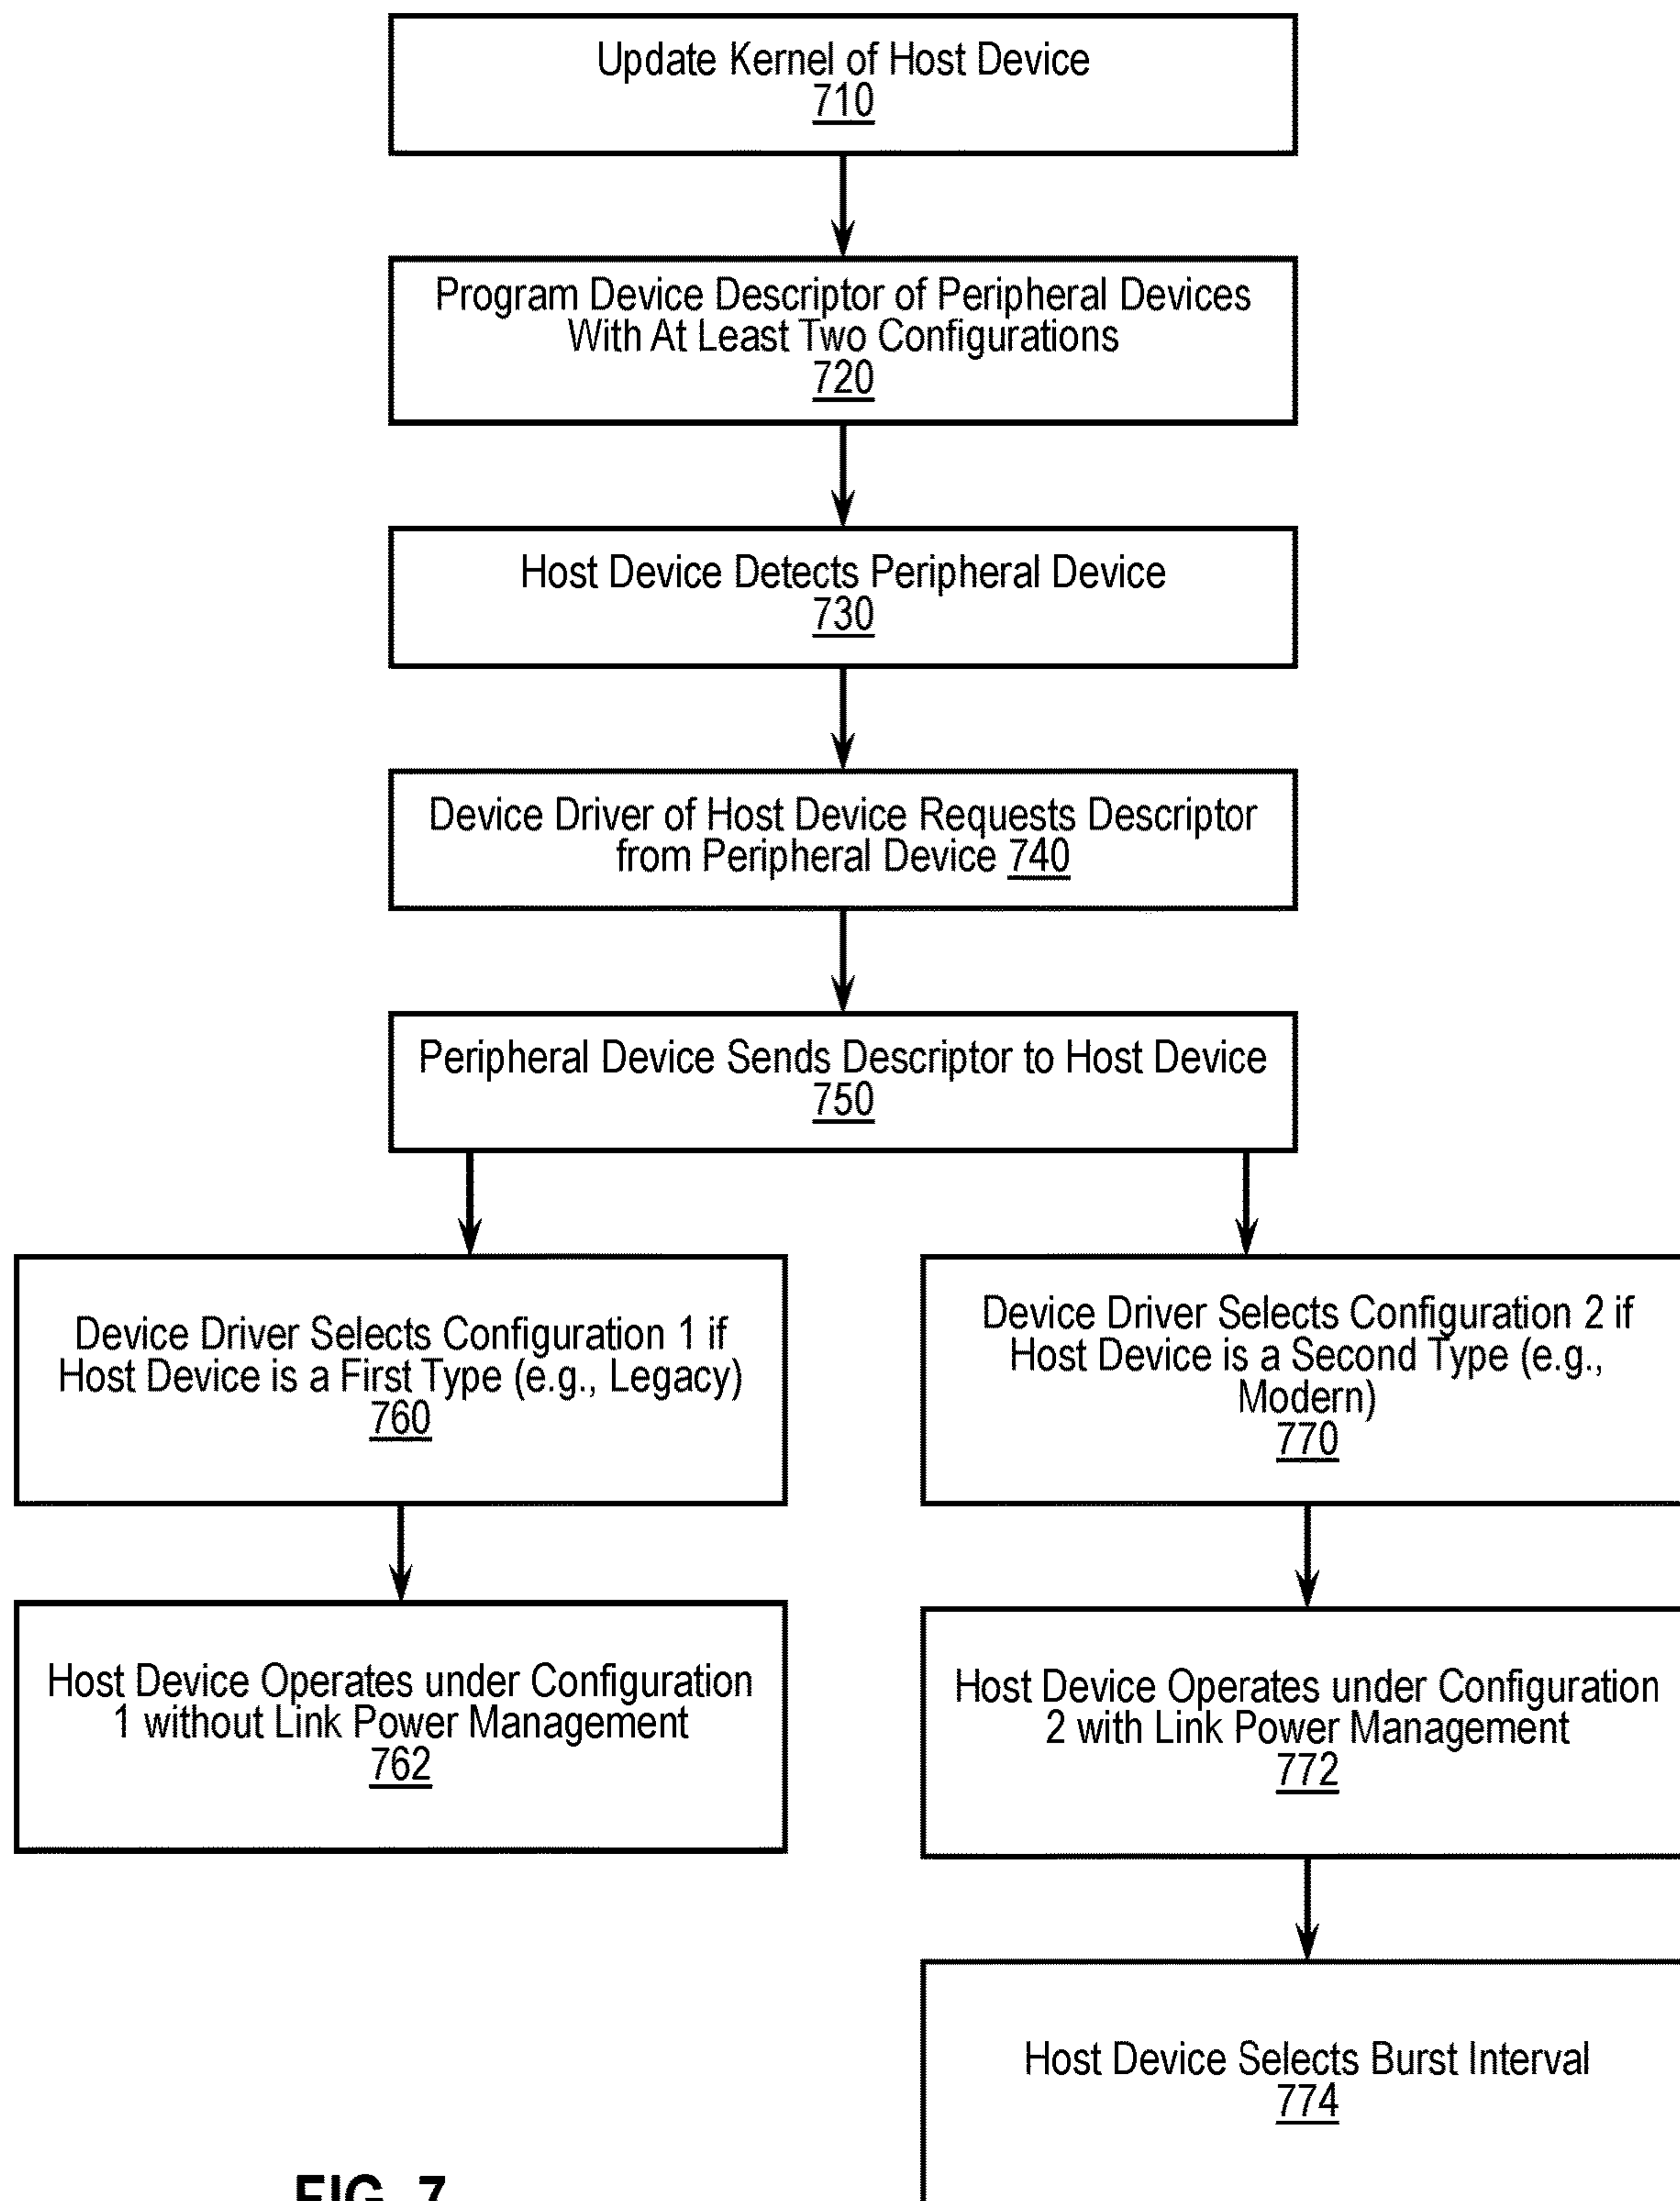 Update Kernel of Host Device
710
Program Device Descriptor of Peripheral Devices
With At Least Two Configurations
720
Host Device Detects Peripheral Device
730
Device Driver of Host Device Requests Descriptor
from Peripheral Device 740
Peripheral Device Sends Descriptor to Host Device
750
Device Driver Selects Configuration 1 if
Host Device is a First Type (e.g., Legacy)
760
Device Driver Selects Configuration 2 if
Host Device is a Second Type (e.g.,
Modern)
770
Host Device Operates under Configuration
1 without Link Power Management
762
Host Device Operates under Configuration
2 with Link Power Management
772
Host Device Selects Burst Interval
774
FIG. 7